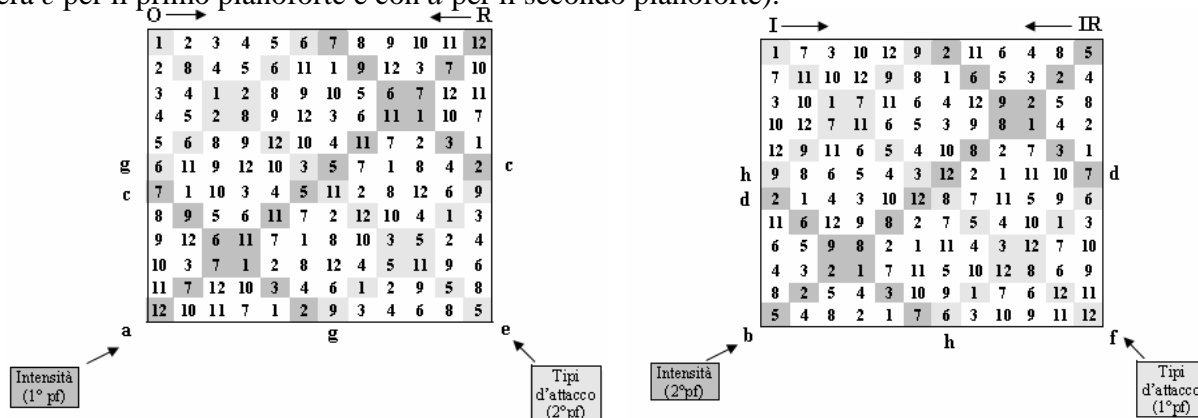 e per il primo pianoforte e con a per il secondo pianoforte).
O R
1 2 3 4 5 6 7 8 9 10 11 12
2 8 4 5 6 11 1 9 12 3 7 10
3 4 1 2 8 9 10 5 6 7 12 11
4 5 2 8 9 12 3 6 11 1 10 7
5 6 8 9 12 10 4 11 7 2 3 1
g 6 11 9 12 10 3 5 7 1 8 4 2 c
c 7 1 10 3 4 5 11 2 8 12 6 9
8 9 5 6 11 7 2 12 10 4 1 3
9 12 6 11 7 1 8 10 3 5 2 4
10 3 7 1 2 8 12 4 5 11 9 6
11 7 12 10 3 4 6 1 2 9 5 8
12 10 11 7 1 2 9 3 4 6 8 5
a g e
Intensità
(1° pf)
Tipi
d'attacco
(2°pf)
I IR
1 7 3 10 12 9 2 11 6 4 8 5
7 11 10 12 9 8 1 6 5 3 2 4
3 10 1 7 11 6 4 12 9 2 5 8
10 12 7 11 6 5 3 9 8 1 4 2
12 9 11 6 5 4 10 8 2 7 3 1
h 9 8 6 5 4 3 12 2 1 11 10 7 d
d 2 1 4 3 10 12 8 7 11 5 9 6
11 6 12 9 8 2 7 5 4 10 1 3
6 5 9 8 2 1 11 4 3 12 7 10
4 3 2 1 7 11 5 10 12 8 6 9
8 2 5 4 3 10 9 1 7 6 12 11
5 4 8 2 1 7 6 3 10 9 11 12
b h f
Intensità
(2°pf)
Tipi
d'attacco
(1°pf)